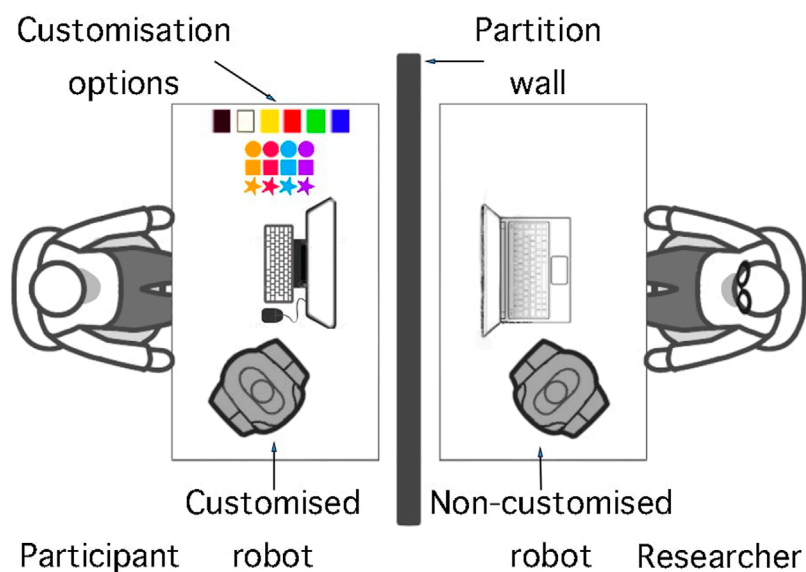 Customisation
options
Partition
wall
Customised
robot
Non-customised
robot
Participant
Researcher